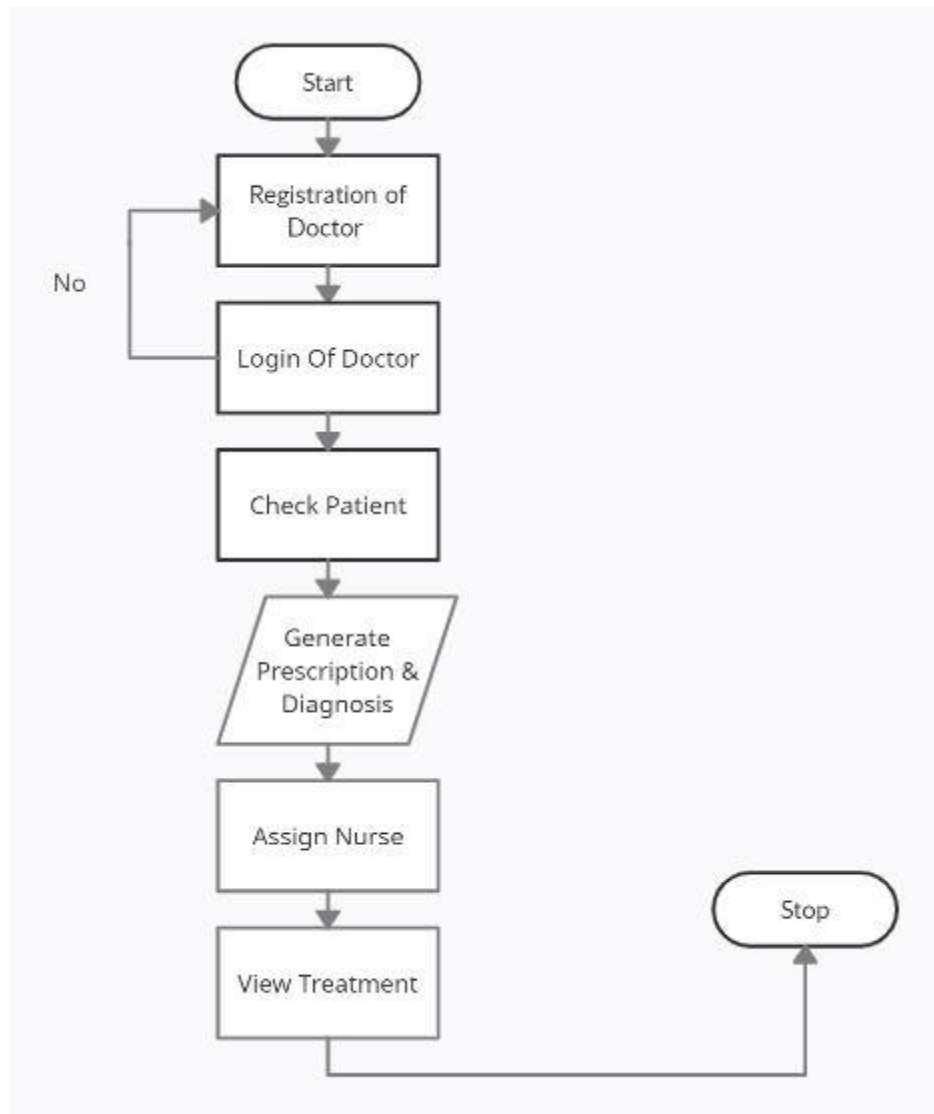 Start
Registration of
Doctor
No
Login Of Doctor
Check Patient
Generate
Prescription &
Diagnosis
Assign Nurse
Stop
View Treatment